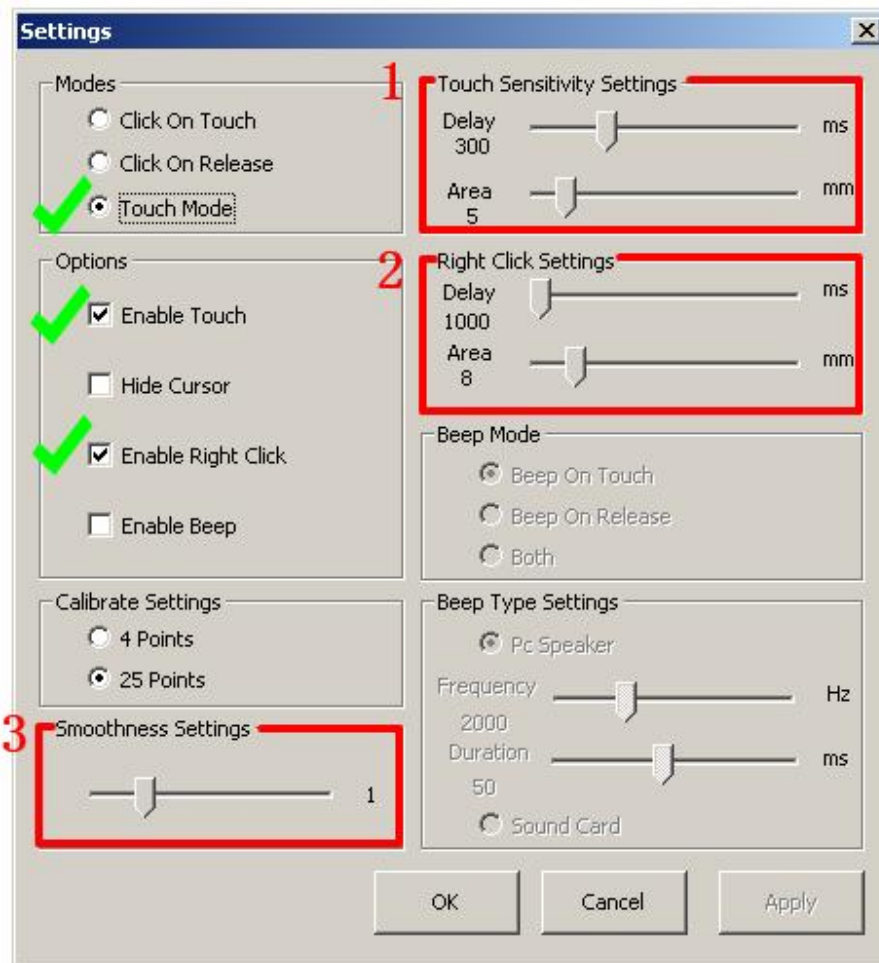 Settings
Modes
Click On Touch
Click On Release
Touch Mode
1
Touch Sensitivity Settings
Delay
300
ms
Area
5
mm
Options
Enable Touch
Hide Cursor
Enable Right Click
Enable Beep
2
Right Click Settings
Delay
1000
ms
Area
8
mm
Beep Mode
Beep On Touch
Beep On Release
Both
Calibrate Settings
4 Points
25 Points
Beep Type Settings
Pc Speaker
Frequency
2000
Hz
Duration
50
ms
Sound Card
3
Smoothness Settings
1
OK
Cancel
Apply